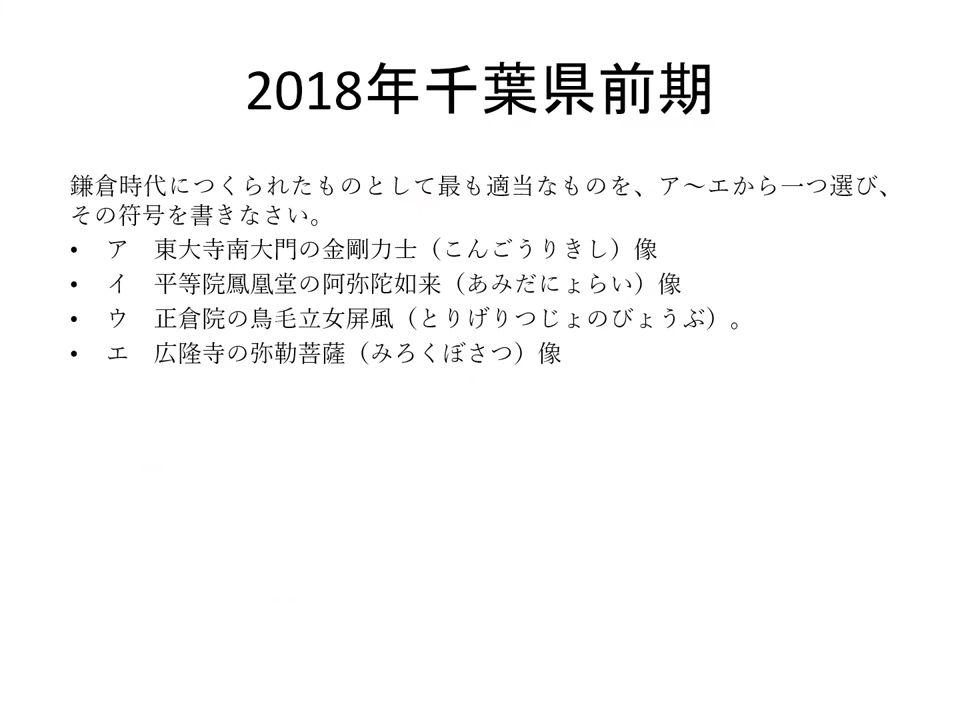 2018年千葉県前期
鎌倉時代につくられたものとして最も適当なものを、ア～エから一つ選び、
その符号を書きなさい。
• ア　東大寺南大門の金剛力士（こんごうりきし）像
• イ　平等院鳳凰堂の阿弥陀如来（あみだにょらい）像
• ウ　正倉院の鳥毛立女屏風（とりげりつじょのびょうぶ）。
• エ　広隆寺の弥勒菩薩（みろくぼさつ）像